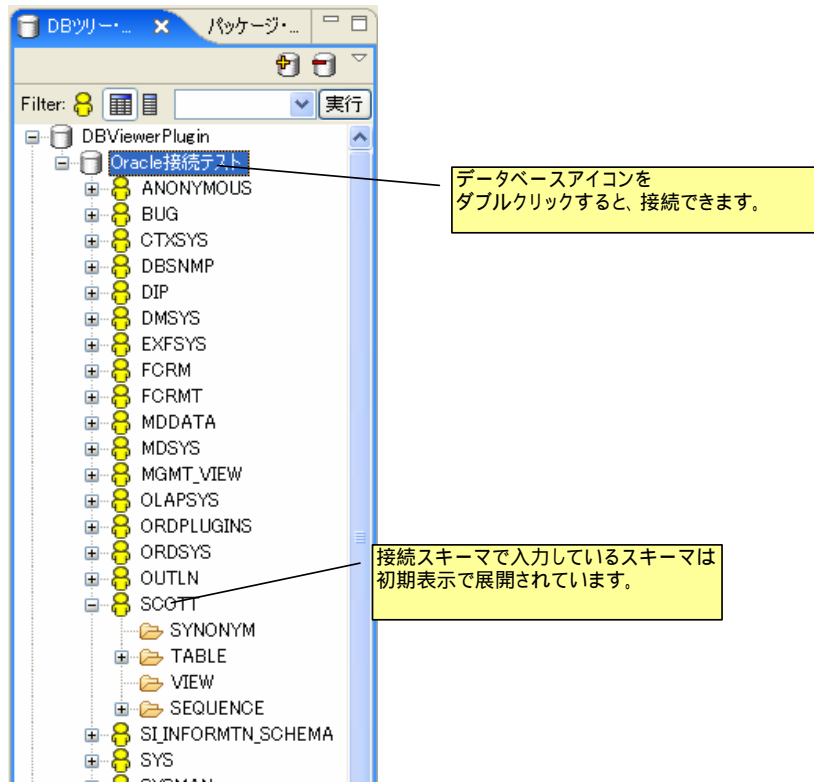 DBツリー・... パッケージ・...
Filter: 実行
DBViewerPlugin
Oracle接続テスト
データベースアイコンを
ダブルクリックすると、接続できます。
ANONYMOUS
BUG
CTXSYS
DBSNMP
DIP
DMSYS
EXFSYS
FCRM
FCRMT
MDDATA
MDSYS
MGMT_VIEW
OLAPSYS
ORDPLUGINS
ORDSYS
接続スキーマで入力しているスキーマは
初期表示で展開されています。
OUTLN
SCOTT
SYNONYM
TABLE
VIEW
SEQUENCE
SI_INFORMTN_SCHEMA
SYS
SYSMAN